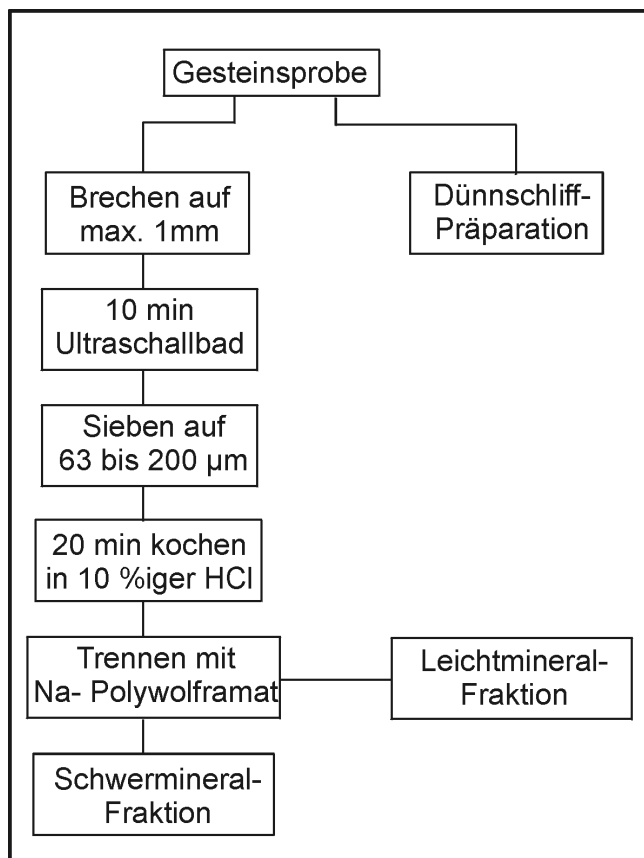 Gesteinsprobe
Brechen auf
max. 1mm
Dünnschliff-
Präparation
10 min
Ultraschallbad
Sieben auf
63 bis 200 µm
20 min kochen
in 10 %iger HCl
Trennen mit
Na- Polywolframat
Leichtmineral-
Fraktion
Schwermineral-
Fraktion